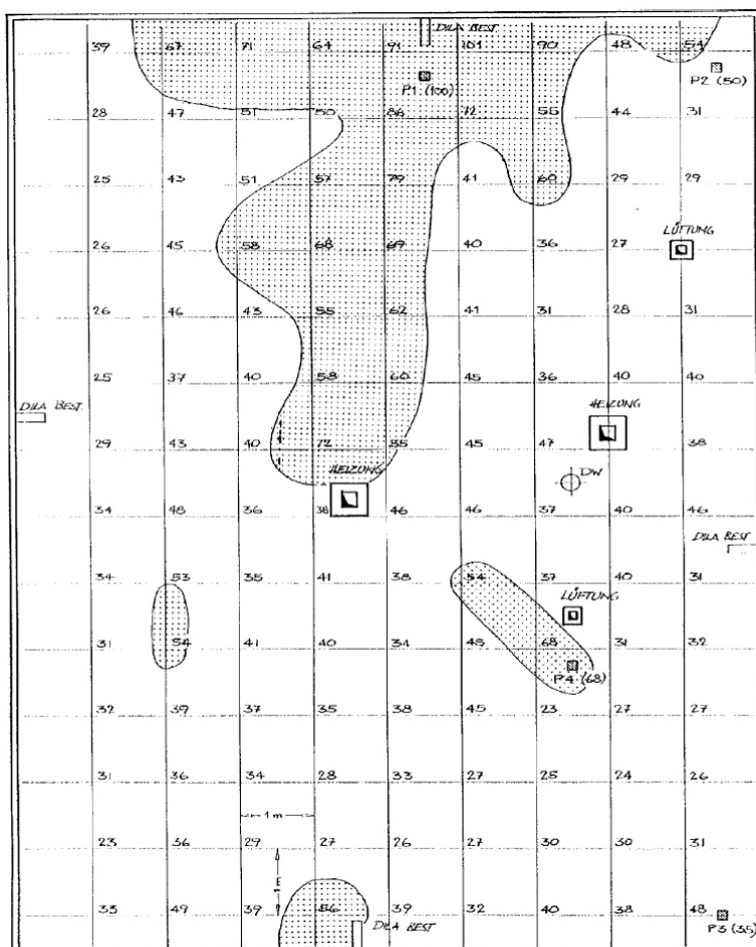 DILA BEST
39 67 71 64 91 101 90 48 54
P1 (100) P2 (50)
28 47 51 50 86 72 55 44 31
25 43 51 57 79 41 60 29 29
LÜFTUNG
26 45 58 68 69 40 36 27
26 46 43 55 62 41 31 28 31
25 37 40 58 60 45 36 40 40
DILA BEST HEIZUNG
29 43 40 72 55 45 47 38
HEIZUNG DW
34 48 36 38 46 46 37 40 46
DILA BEST
34 53 35 41 38 54 37 40 31
LÜFTUNG
31 54 41 40 34 48 68 31 32
P4 (68)
32 39 37 35 38 45 23 27 27
31 36 34 28 33 27 25 24 26
1 m
23 36 29 27 26 27 30 30 31
1 m
33 49 39 56 39 32 40 38 48
DILA BEST P3 (35)